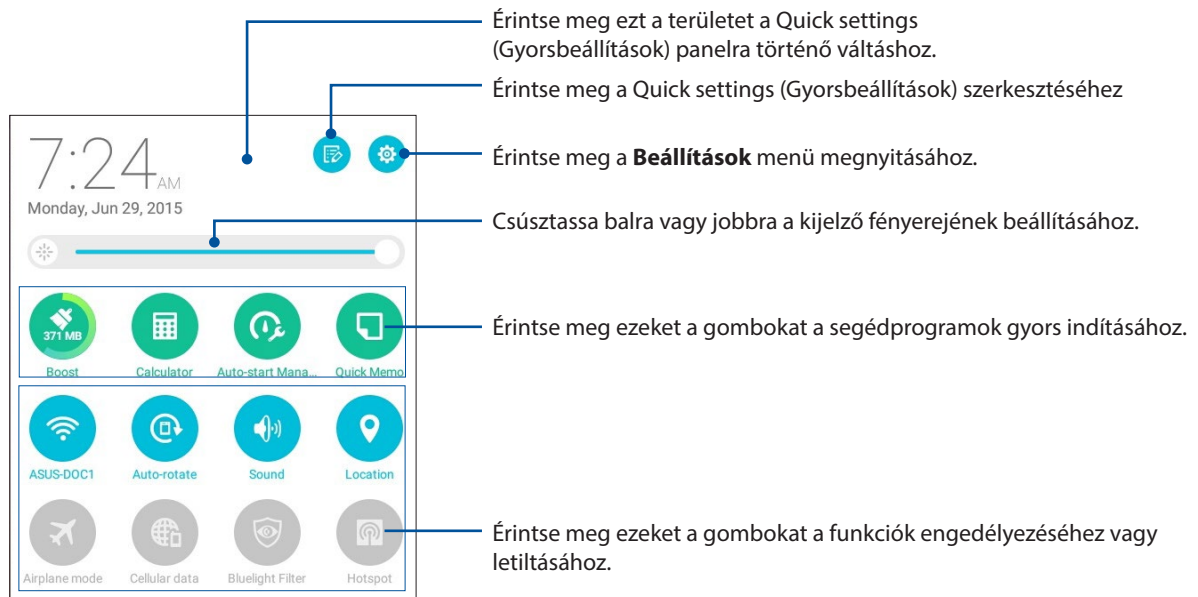 Érintse meg ezt a területet a Quick settings
(Gyorsbeállítások) panelra történő váltáshoz.
Érintse meg a Quick settings (Gyorsbeállítások) szerkesztéséhez
Érintse meg a Beállítások menü megnyitásához.
7:24 AM
Monday, Jun 29, 2015
Csúsztassa balra vagy jobbra a kijelző fényerejének beállításához.
371 MB
Boost
Calculator
Auto-start Mana...
Quick Memo
Érintse meg ezeket a gombokat a segédprogramok gyors indításához.
ASUS-DOC1
Auto-rotate
Sound
Location
Airplane mode
Cellular data
Bluelight Filter
Hotspot
Érintse meg ezeket a gombokat a funkciók engedélyezéséhez vagy
letiltásához.